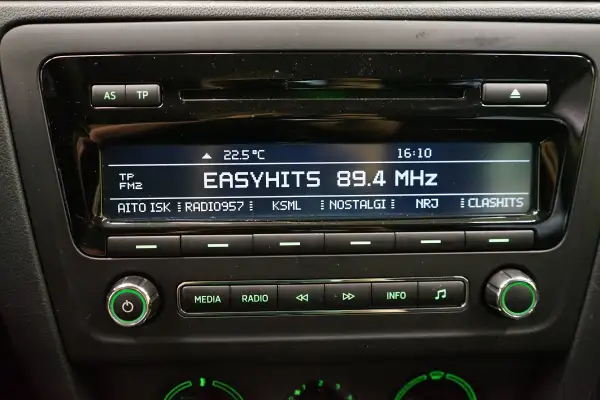 AS TP
22.5°C 16:10
TP
FM2
EASYHITS 89.4 MHz
AITO ISK RADIO957 KSML NOSTALGI NRJ CLASHITS
MEDIA RADIO INFO